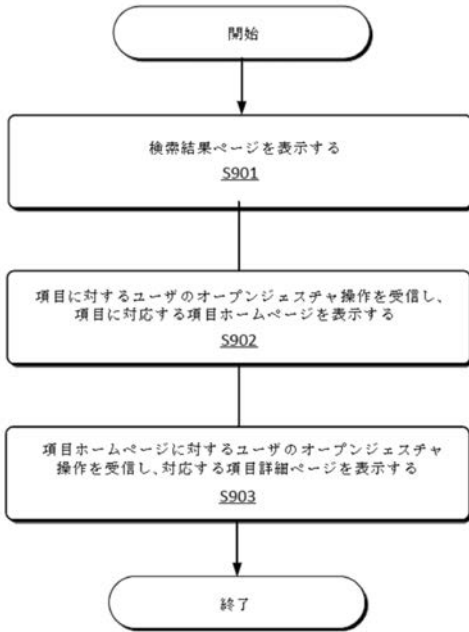 開始
検索結果ページを表示する
S901
項目に対するユーザのオープンジェスチャ操作を受信し、
項目に対応する項目ホームページを表示する
S902
項目ホームページに対するユーザのオープンジェスチャ
操作を受信し、対応する項目詳細ページを表示する
S903
終了